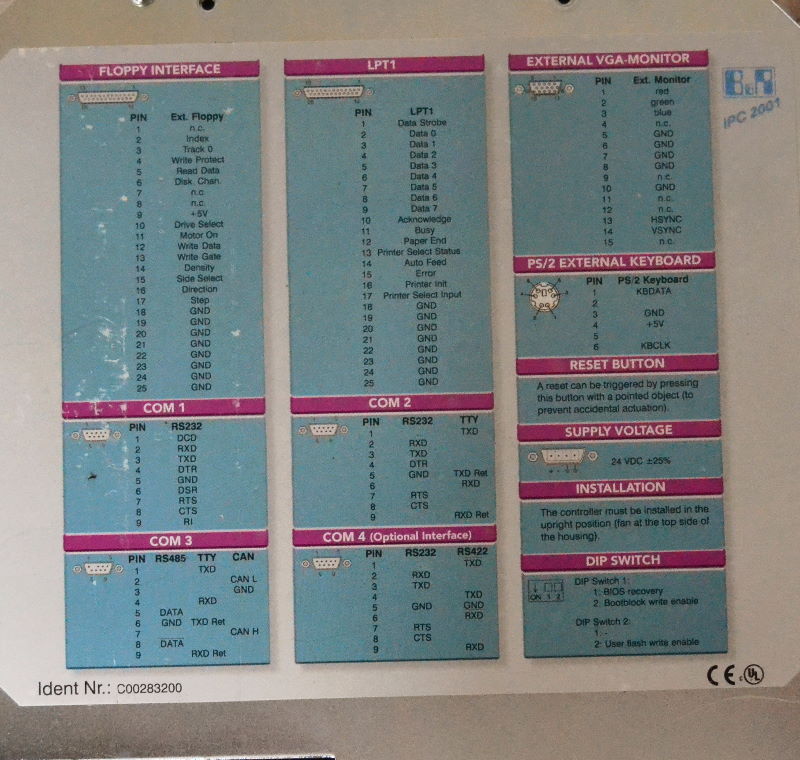 FLOPPY INTERFACE
PIN Ext. Floppy
1 n.c.
2 Index
3 Track 0
4 Write Protect
5 Read Data
6 Disk. Chan.
7 n.c
8 n.c.
9 +5V
10 Drive Select
11 Motor On
12 Write Data
13 Write Gate
14 Density
15 Side Select
16 Direction
17 Step
18 GND
19 GND
20 GND
21 GND
22 GND
23 GND
24 GND
25 GND
COM 1
PIN RS232
1 DCD
2 RXD
3 TXD
4 DTR
5 GND
6 DSR
7 RTS
8 CTS
9 RI
COM 3
PIN RS485 TTY CAN
1 TXD
2 CAN L
3 GND
4 RXD
5 DATA
6 GND TXD Ret
7 CAN H
8 DATA
9 RXD Ret
LPT1
PIN LPT1
1 Data Strobe
2 Data 0
3 Data 1
4 Data 2
5 Data 3
6 Data 4
7 Data 5
8 Data 6
9 Data 7
10 Acknowledge
11 Busy
12 Paper End
13 Printer Select Status
14 Auto Feed
15 Error
16 Printer Init
17 Printer Select Input
18 GND
19 GND
20 GND
21 GND
22 GND
23 GND
24 GND
25 GND
COM 2
PIN RS232 TTY
1 TXD
2 RXD
3 TXD
4 DTR
5 GND TXD Ret
6 RXD
7 RTS
8 CTS
9 RXD Ret
COM 4 (Optional Interface)
PIN RS232 RS422
1 TXD
2 RXD
3 TXD
4 TXD
5 GND GND
6 RXD
7 RTS
8 CTS
9 RXD
EXTERNAL VGA-MONITOR
PIN Ext. Monitor
1 red
2 green
3 blue
4 n.c.
5 GND
6 GND
7 GND
8 GND
9 n.c.
10 GND
11 n.c.
12 n.c.
13 HSYNC
14 VSYNC
15 n.c.
PS/2 EXTERNAL KEYBOARD
PIN PS/2 Keyboard
1 KBDATA
2
3 GND
4 +5V
5
6 KBCLK
RESET BUTTON
A reset can be triggered by pressing
this button with a pointed object (to
prevent accidental actuation).
SUPPLY VOLTAGE
24 VDC ±25%
INSTALLATION
The controller must be installed in the
upright position (fan at the top side of
the housing).
DIP SWITCH
ON 1 2
DIP Switch 1:
1: BIOS recovery
2: Bootblock write enable
DIP Switch 2:
1: -
2: User flash write enable
B&R
IPC 2001
Ident Nr.: C00283200
CE c UL